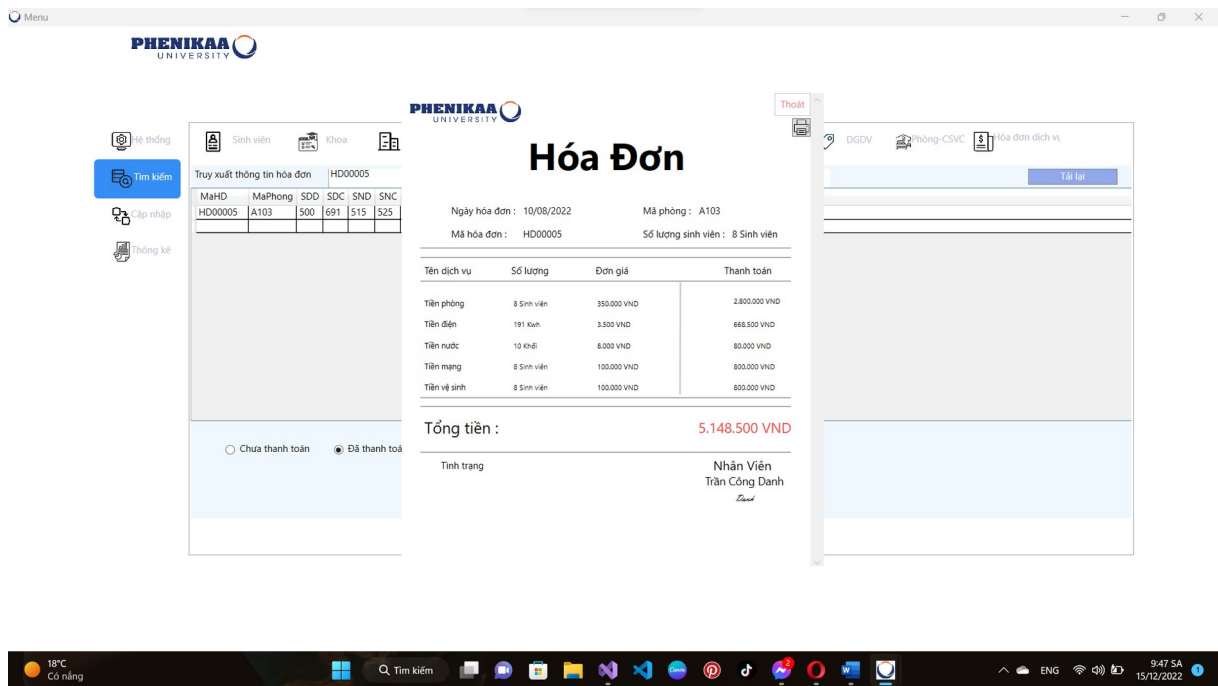 Menu
PHENIKAA
UNIVERSITY
PHENIKAA
UNIVERSITY
Thoát
Hệ thống
Sinh viên
Khoa
DGDV
Phòng-CSVC
Hóa đơn dịch vụ
Hóa Đơn
Tìm kiếm
Truy xuất thông tin hóa đơn
HD00005
Tải lại
MaHD MaPhong SDD SDC SND SNC
HD00005 A103 500 691 515 525
Cập nhập
Thông kê
Ngày hóa đơn : 10/08/2022 Mã phòng : A103
Mã hóa đơn : HD00005 Số lượng sinh viên : 8 Sinh viên
Tên dịch vụ Số lượng Đơn giá Thanh toán
Tiền phòng 8 Sinh viên 350.000 VND 2.800.000 VND
Tiền điện 191 Kwh 3.500 VND 668.500 VND
Tiền nước 10 Khối 8.000 VND 80.000 VND
Tiền mạng 8 Sinh viên 100.000 VND 800.000 VND
Tiền vệ sinh 8 Sinh viên 100.000 VND 800.000 VND
Tổng tiền : 5.148.500 VND
Chưa thanh toán Đã thanh toá
Tình trạng
Nhân Viên
Trần Công Danh
Danh
18°C
Có nắng
Tìm kiếm
Canva
2
W
ENG
9:47 SA
15/12/2022
1